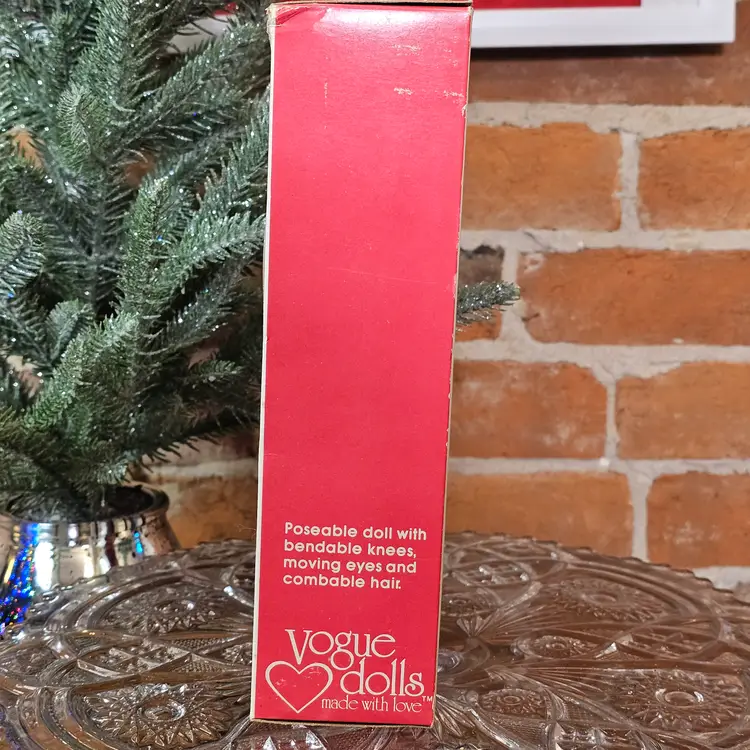 Poseable doll with
bendable knees,
moving eyes and
combable hair.
Vogue
dolls
made with love™